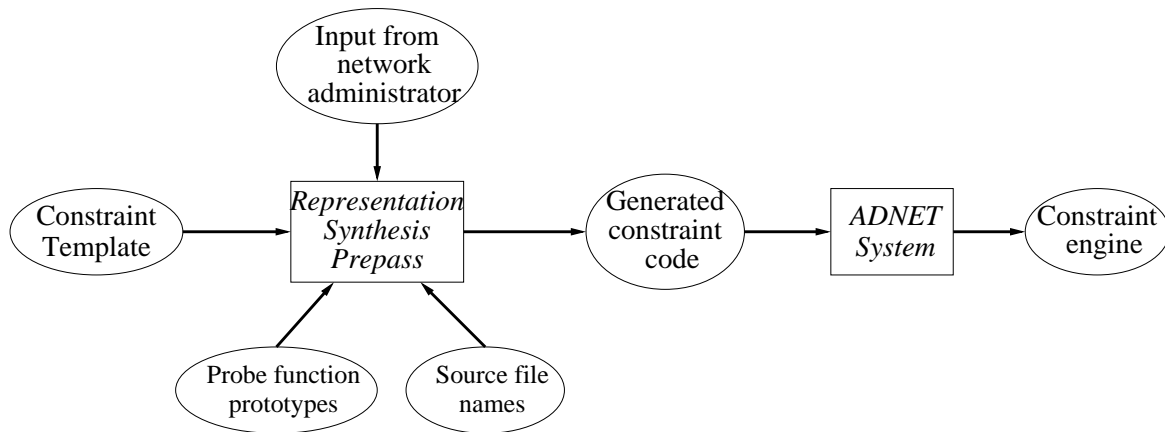 Input from
network
administrator
Constraint
Template
Representation
Synthesis
Prepass
Generated
constraint
code
ADNET
System
Constraint
engine
Probe function
prototypes
Source file
names